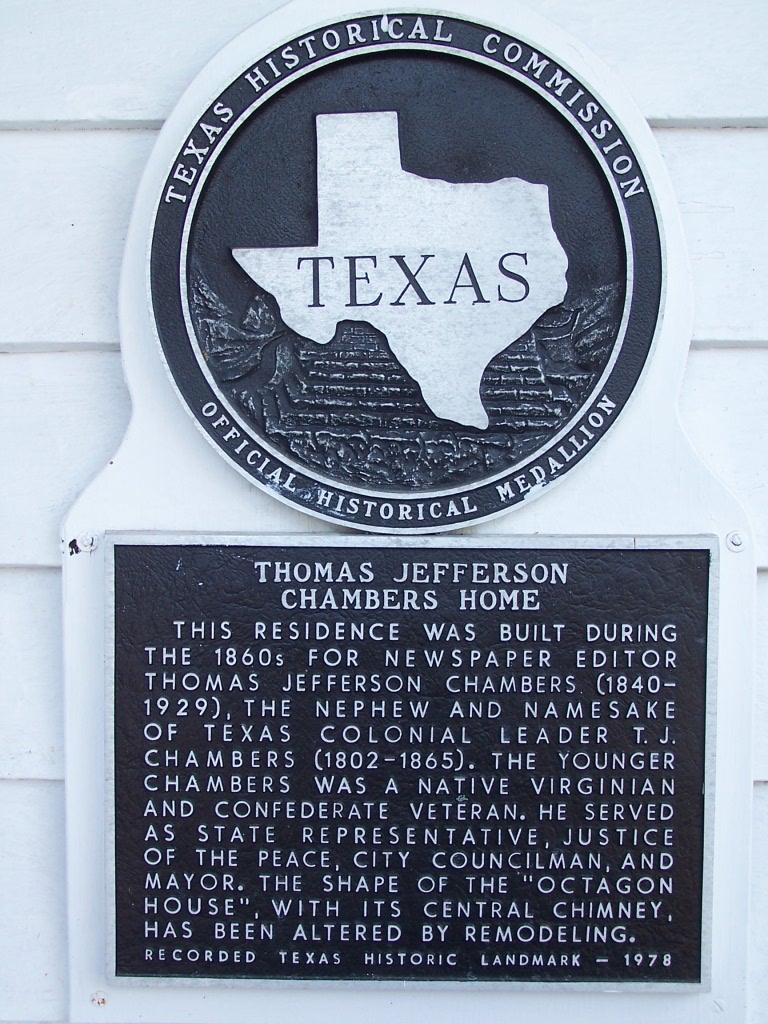 TEXAS HISTORICAL COMMISSION
TEXAS
OFFICIAL HISTORICAL MEDALLION
THOMAS JEFFERSON
CHAMBERS HOME
THIS RESIDENCE WAS BUILT DURING
THE 1860s FOR NEWSPAPER EDITOR
THOMAS JEFFERSON CHAMBERS (1840-
1929), THE NEPHEW AND NAMESAKE
OF TEXAS COLONIAL LEADER T.J.
CHAMBERS (1802-1865). THE YOUNGER
CHAMBERS WAS A NATIVE VIRGINIAN
AND CONFEDERATE VETERAN. HE SERVED
AS STATE REPRESENTATIVE, JUSTICE
OF THE PEACE, CITY COUNCILMAN, AND
MAYOR. THE SHAPE OF THE "OCTAGON
HOUSE", WITH ITS CENTRAL CHIMNEY,
HAS BEEN ALTERED BY REMODELING.
RECORDED TEXAS HISTORIC LANDMARK - 1978